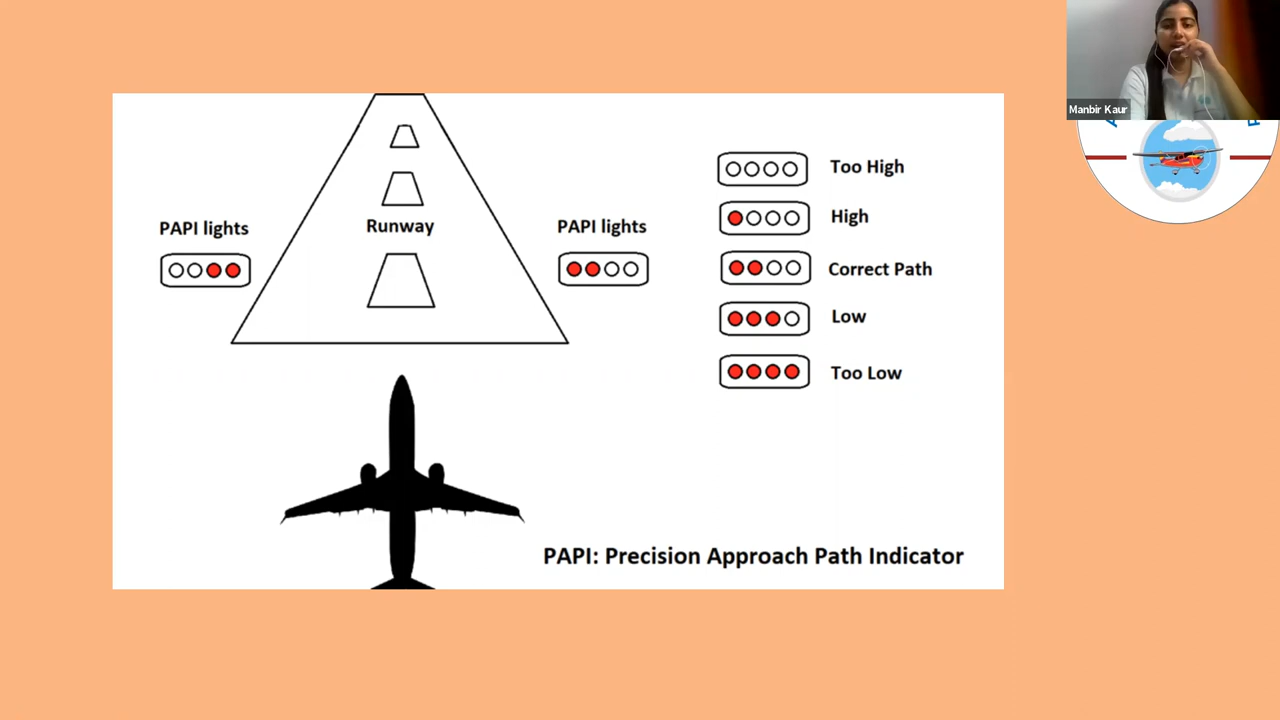 Manbir Kaur
PAPI lights
Runway
PAPI lights
Too High
High
Correct Path
Low
Too Low
PAPI: Precision Approach Path Indicator